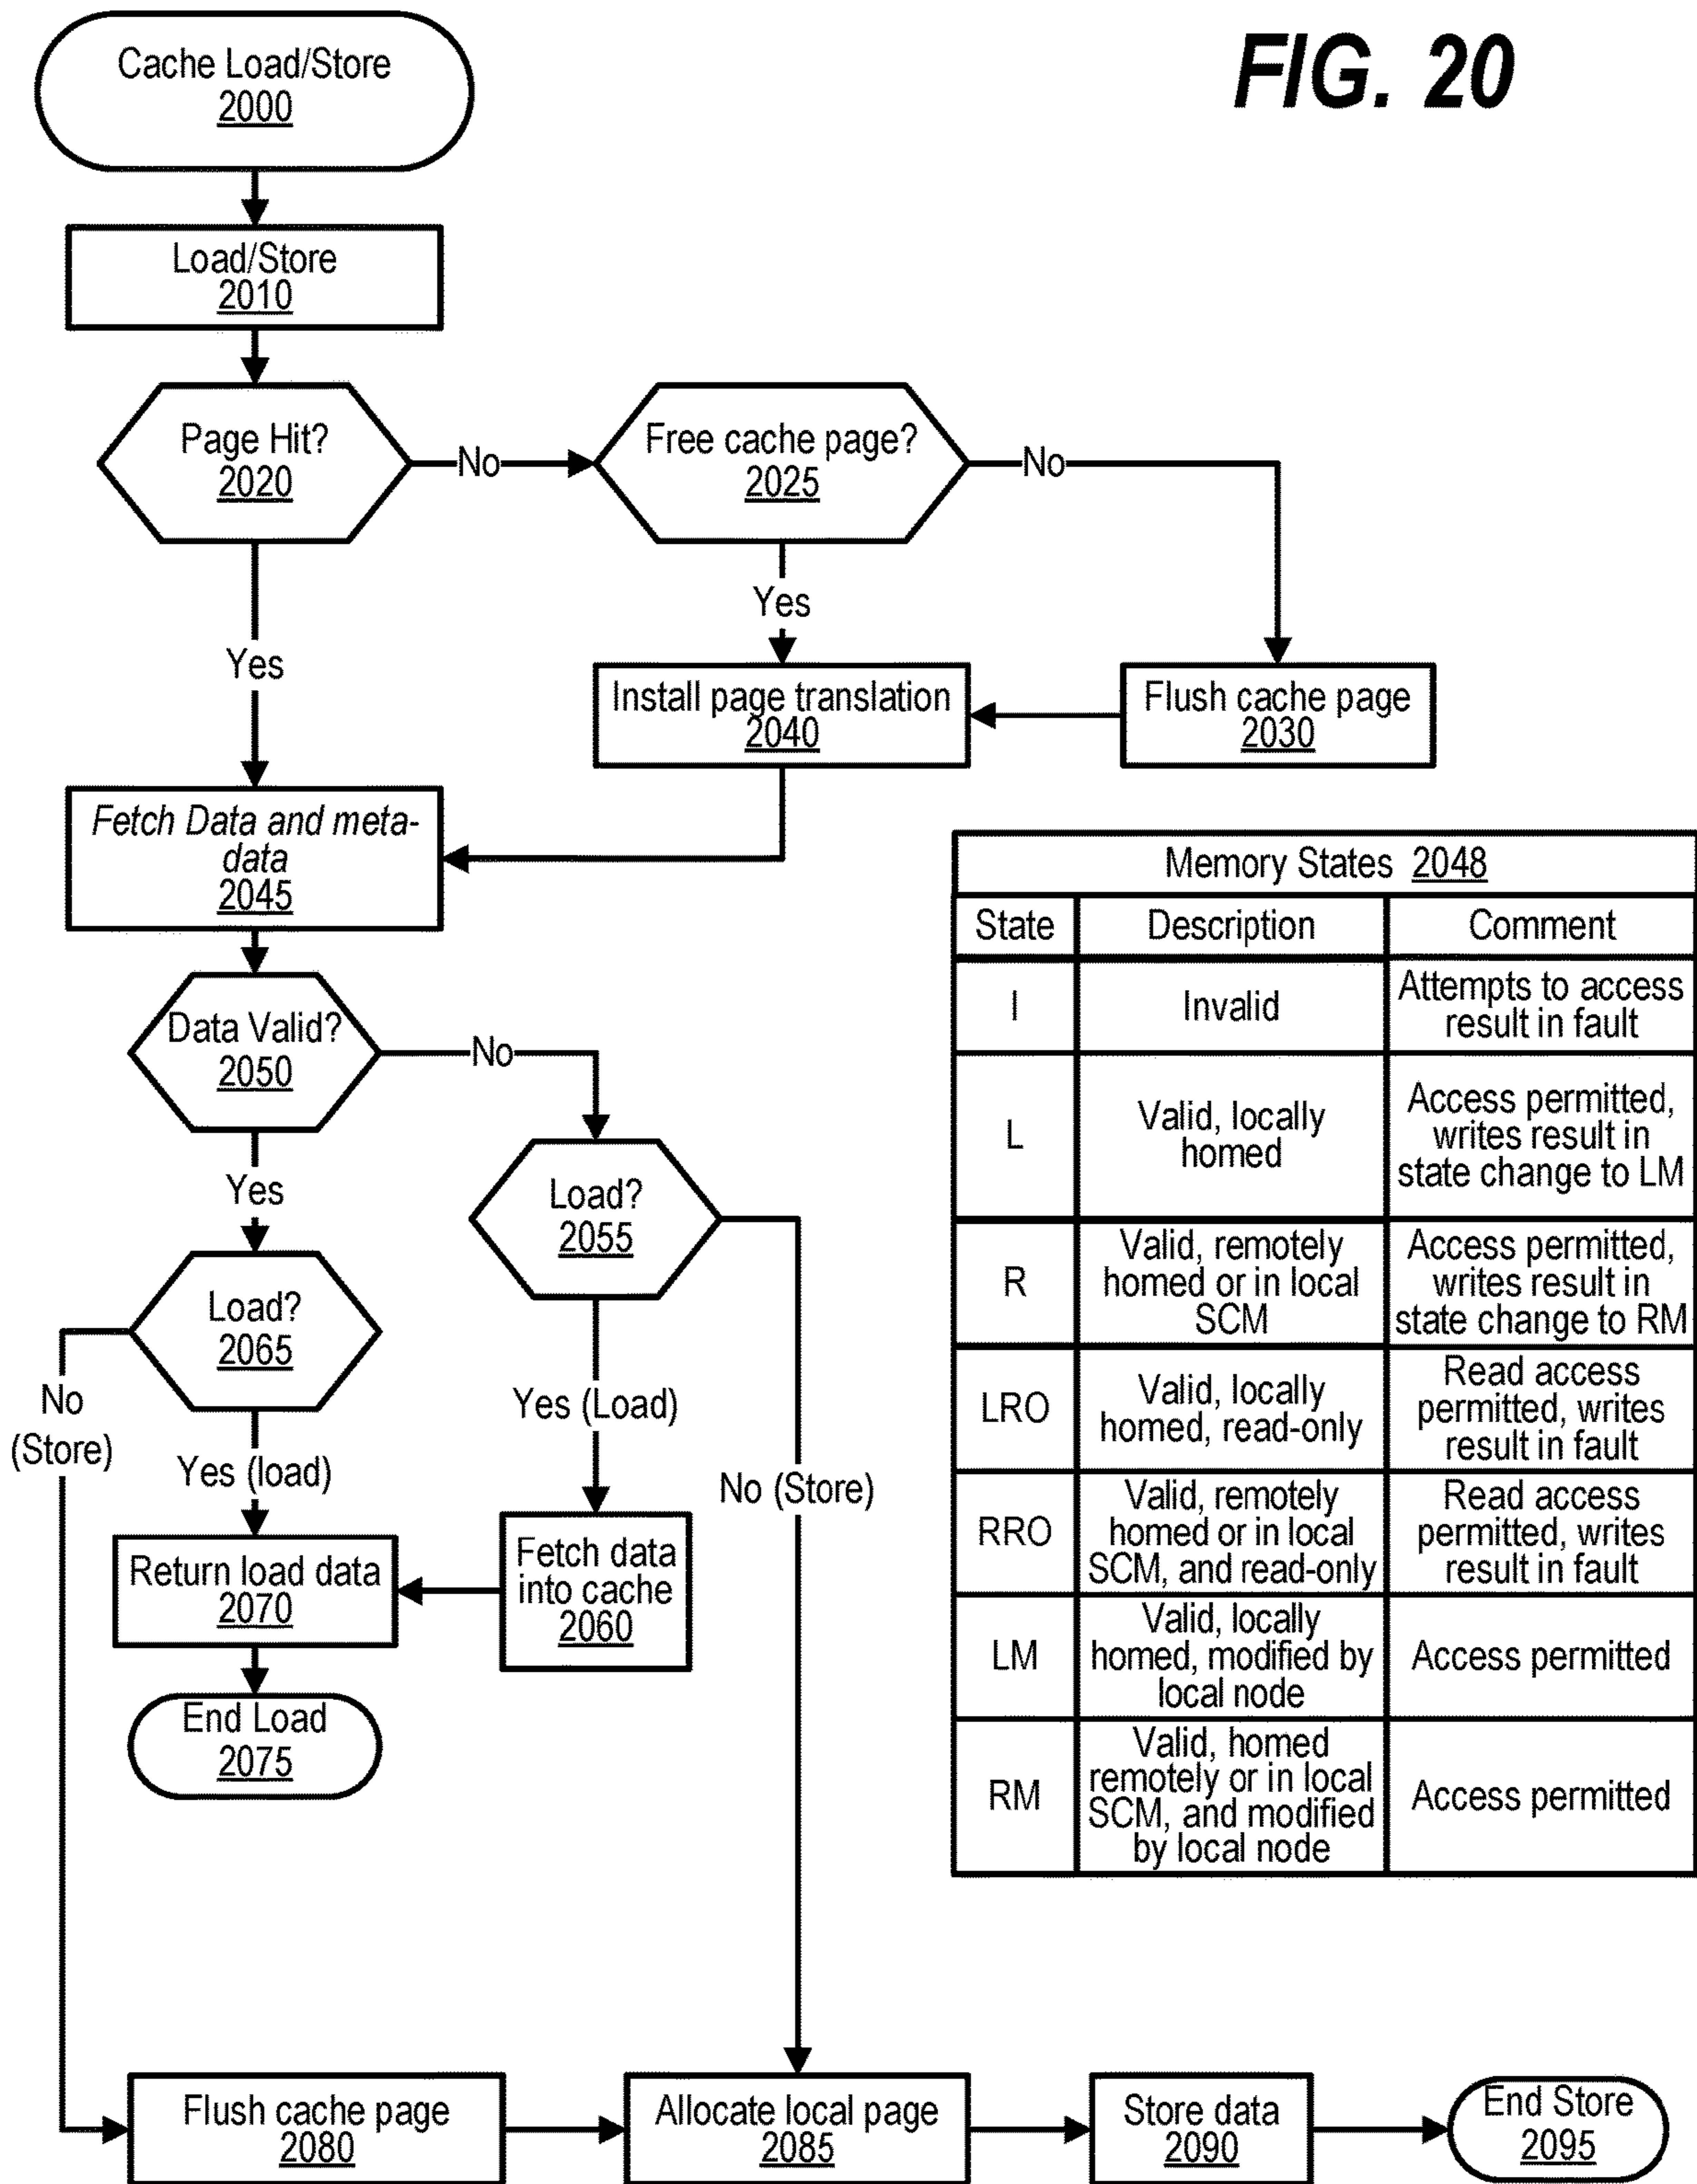 FIG. 20
Cache Load/Store
2000
Load/Store
2010
Page Hit?
2020
No
Free cache page?
2025
No
Yes
Yes
Install page translation
2040
Flush cache page
2030
Fetch Data and meta-
data
2045
Data Valid?
2050
No
Yes
Load?
2055
Load?
2065
No
(Store)
Yes (load)
Yes (Load)
No (Store)
Return load data
2070
Fetch data
into cache
2060
End Load
2075
Memory States 2048
State
Description
Comment
I
Invalid
Attempts to access
result in fault
L
Valid, locally
homed
Access permitted,
writes result in
state change to LM
R
Valid, remotely
homed or in local
SCM
Access permitted,
writes result in
state change to RM
LRO
Valid, locally
homed, read-only
Read access
permitted, writes
result in fault
RRO
Valid, remotely
homed or in local
SCM, and read-only
Read access
permitted, writes
result in fault
LM
Valid, locally
homed, modified by
local node
Access permitted
RM
Valid, homed
remotely or in local
SCM, and modified
by local node
Access permitted
Flush cache page
2080
Allocate local page
2085
Store data
2090
End Store
2095